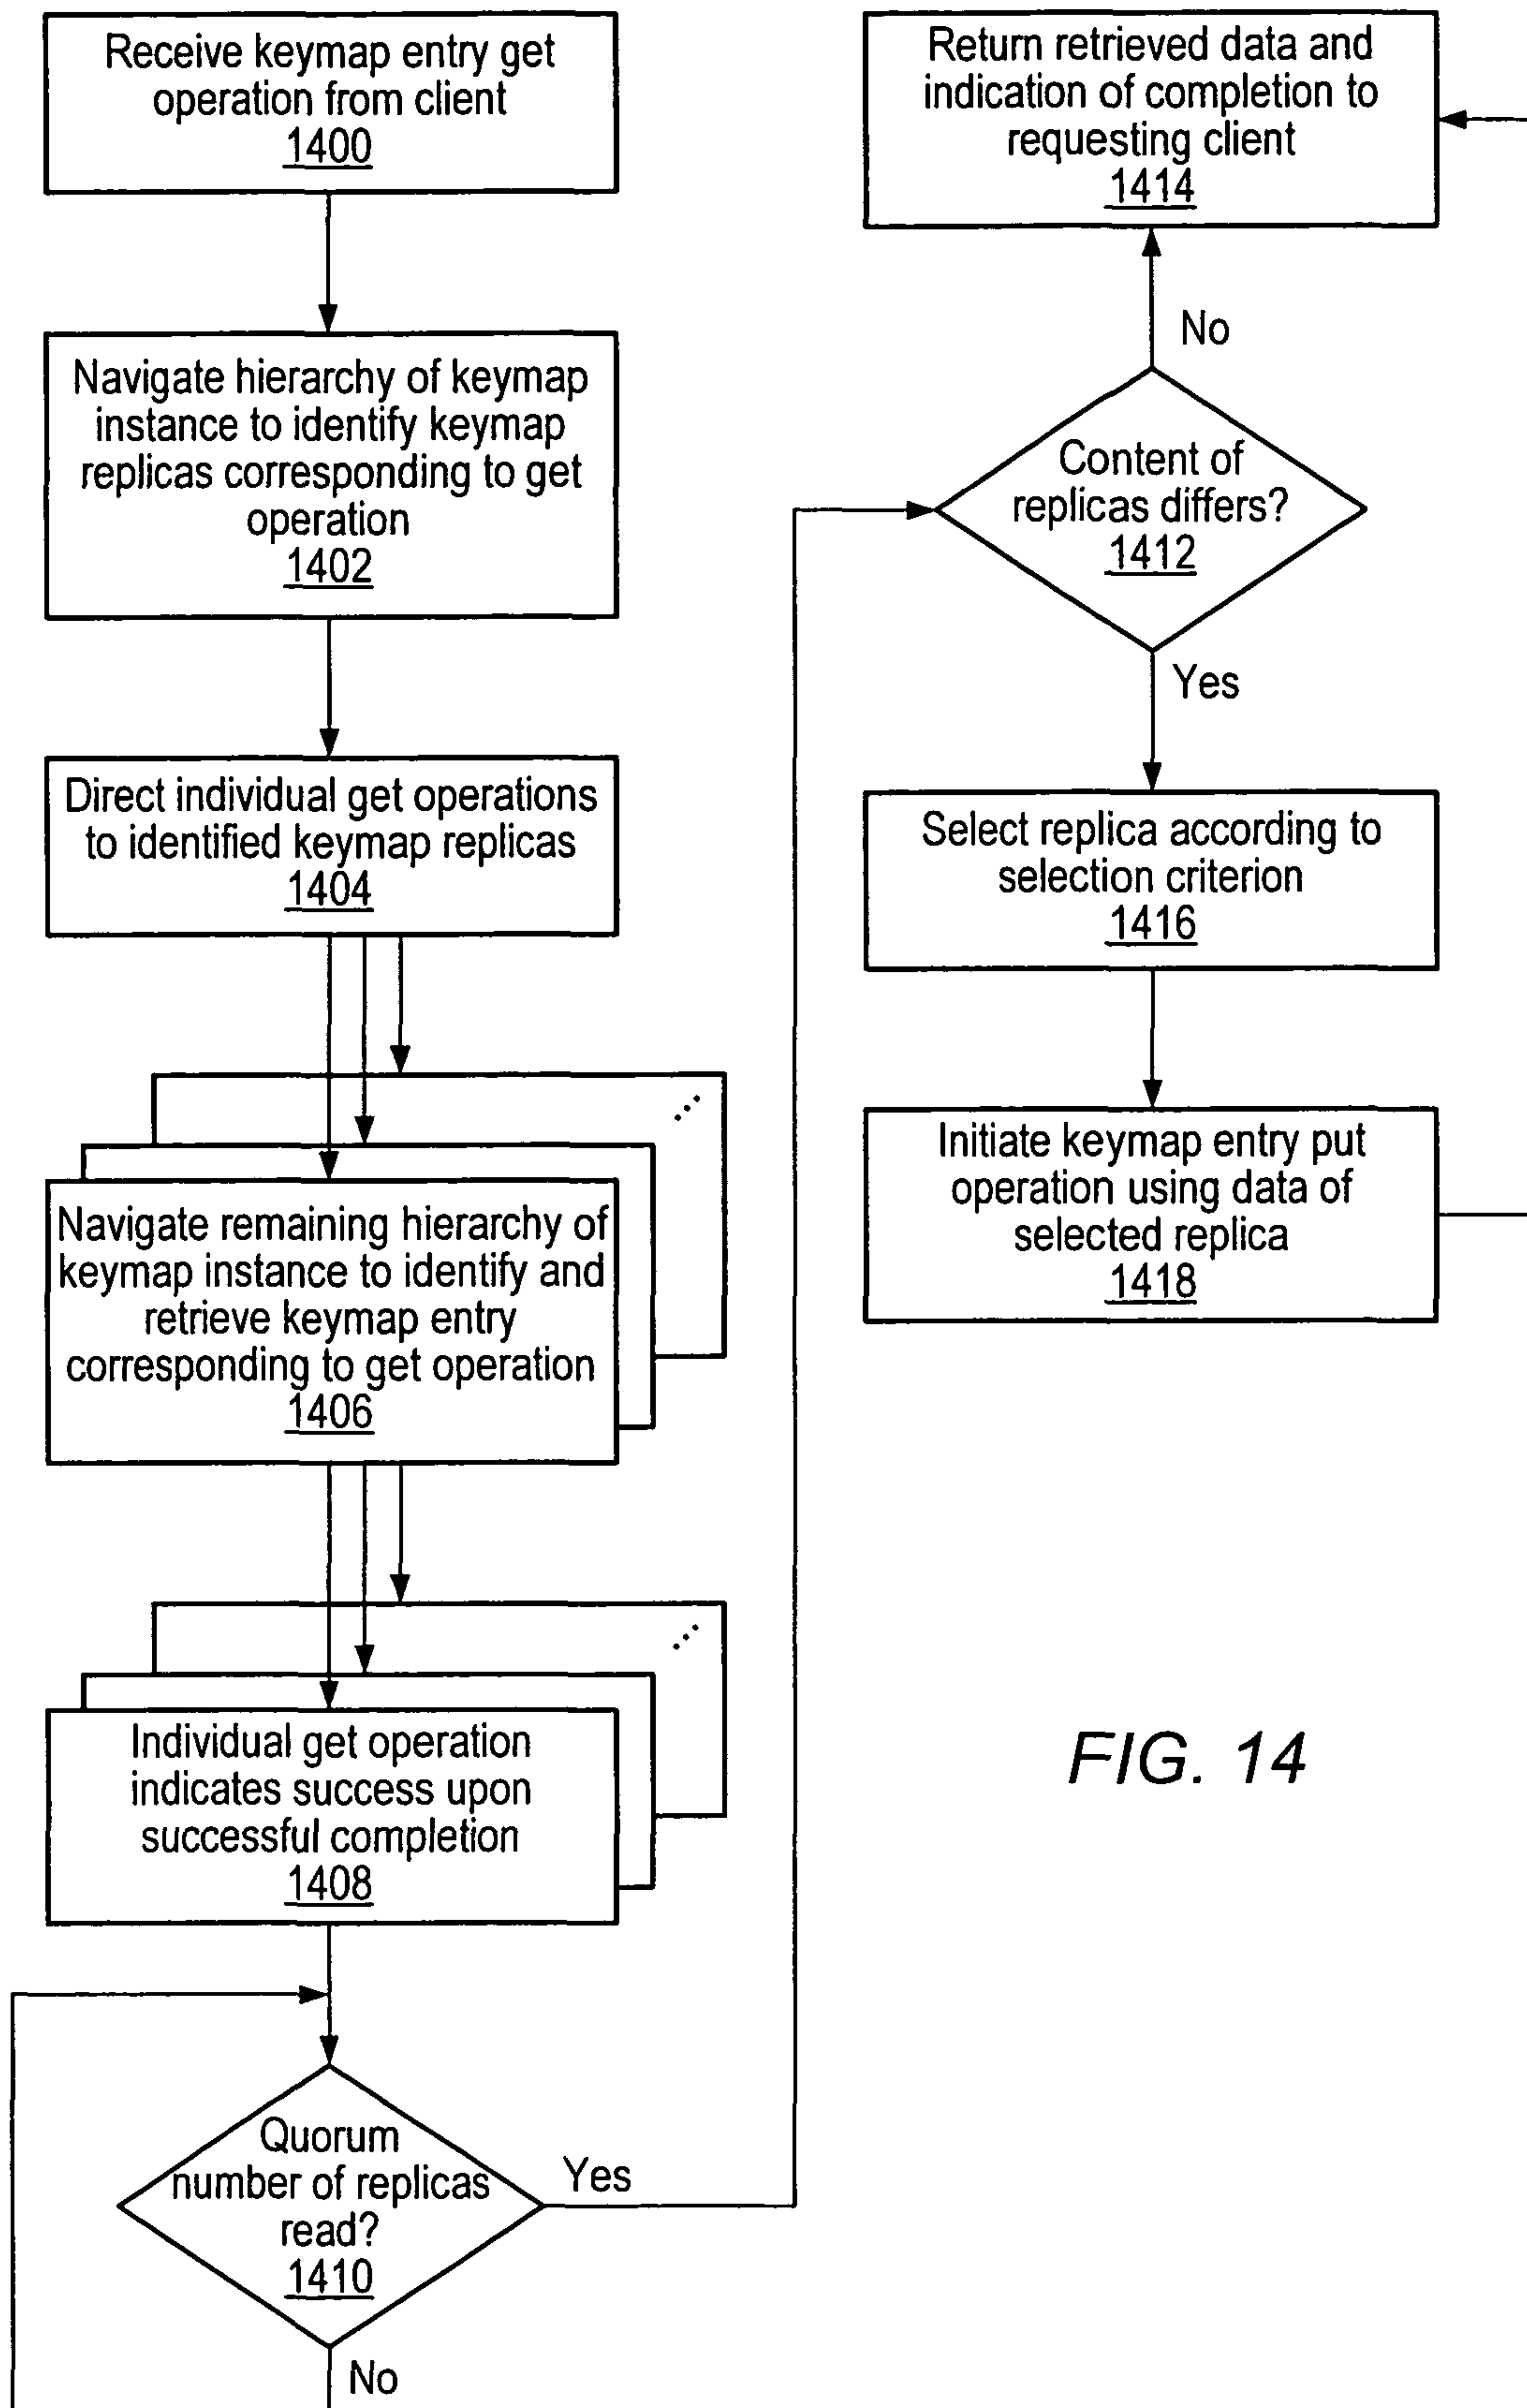 Receive keymap entry get
operation from client
1400
Navigate hierarchy of keymap
instance to identify keymap
replicas corresponding to get
operation
1402
Direct individual get operations
to identified keymap replicas
1404
Navigate remaining hierarchy of
keymap instance to identify and
retrieve keymap entry
corresponding to get operation
1406
Individual get operation
indicates success upon
successful completion
1408
Quorum
number of replicas
read?
1410
Yes
No
Return retrieved data and
indication of completion to
requesting client
1414
No
Content of
replicas differs?
1412
Yes
Select replica according to
selection criterion
1416
Initiate keymap entry put
operation using data of
selected replica
1418
FIG. 14